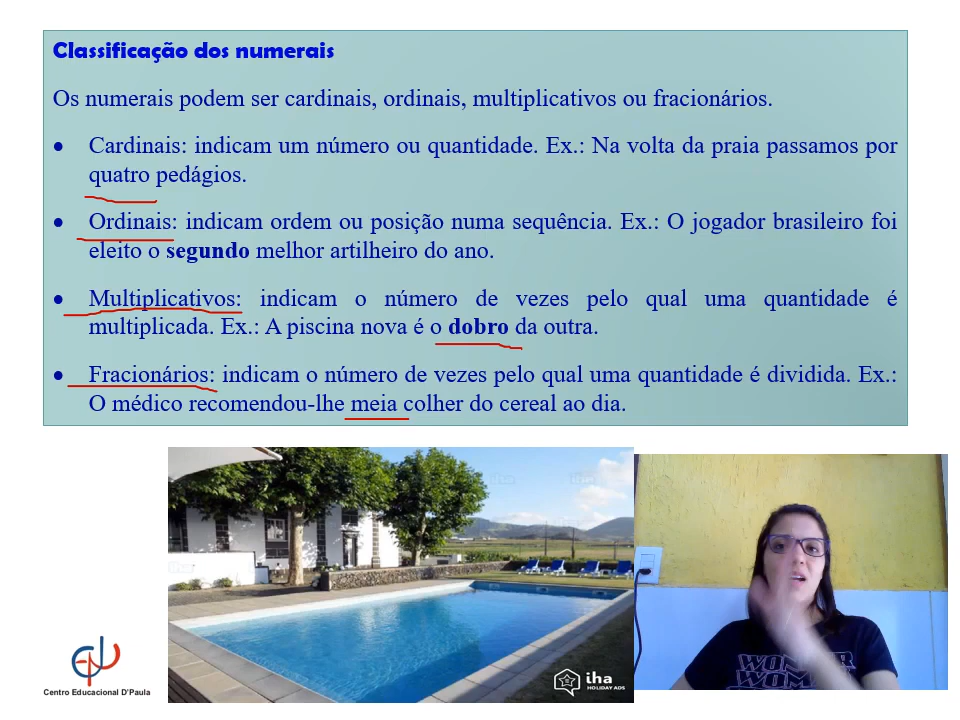 Classificação dos numerais
Os numerais podem ser cardinais, ordinais, multiplicativos ou fracionários.
• Cardinais: indicam um número ou quantidade. Ex.: Na volta da praia passamos por
quatro pedágios.
• Ordinais: indicam ordem ou posição numa sequência. Ex.: O jogador brasileiro foi
eleito o segundo melhor artilheiro do ano.
• Multiplicativos: indicam o número de vezes pelo qual uma quantidade é
multiplicada. Ex.: A piscina nova é o dobro da outra.
• Fracionários: indicam o número de vezes pelo qual uma quantidade é dividida. Ex.:
O médico recomendou-lhe meia colher do cereal ao dia.
Centro Educacional D'Paula
iha
HOLIDAY ADS
WONDER
WOMAN